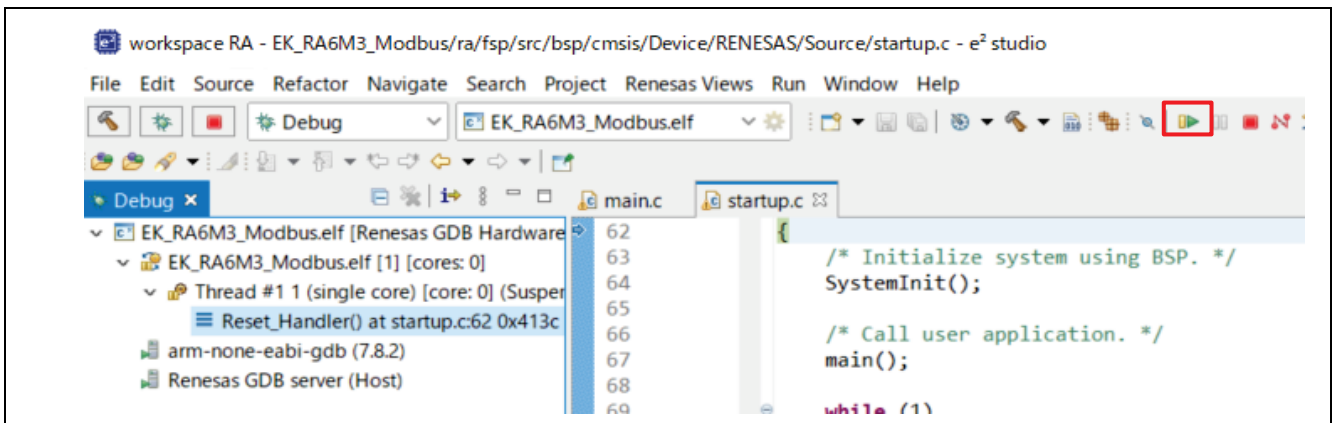 workspace RA - EK_RA6M3_Modbus/ra/fsp/src/bsp/cmsis/Device/RENESAS/Source/startup.c - e² studio
File Edit Source Refactor Navigate Search Project Renesas Views Run Window Help
Debug EK_RA6M3_Modbus.elf
Debug main.c startup.c
EK_RA6M3_Modbus.elf [Renesas GDB Hardware
EK_RA6M3_Modbus.elf [1] [cores: 0]
Thread #1 1 (single core) [core: 0] (Susper
Reset_Handler() at startup.c:62 0x413c
arm-none-eabi-gdb (7.8.2)
Renesas GDB server (Host)
62 {
63 /* Initialize system using BSP. */
64 SystemInit();
65
66 /* Call user application. */
67 main();
68
69 while (1)